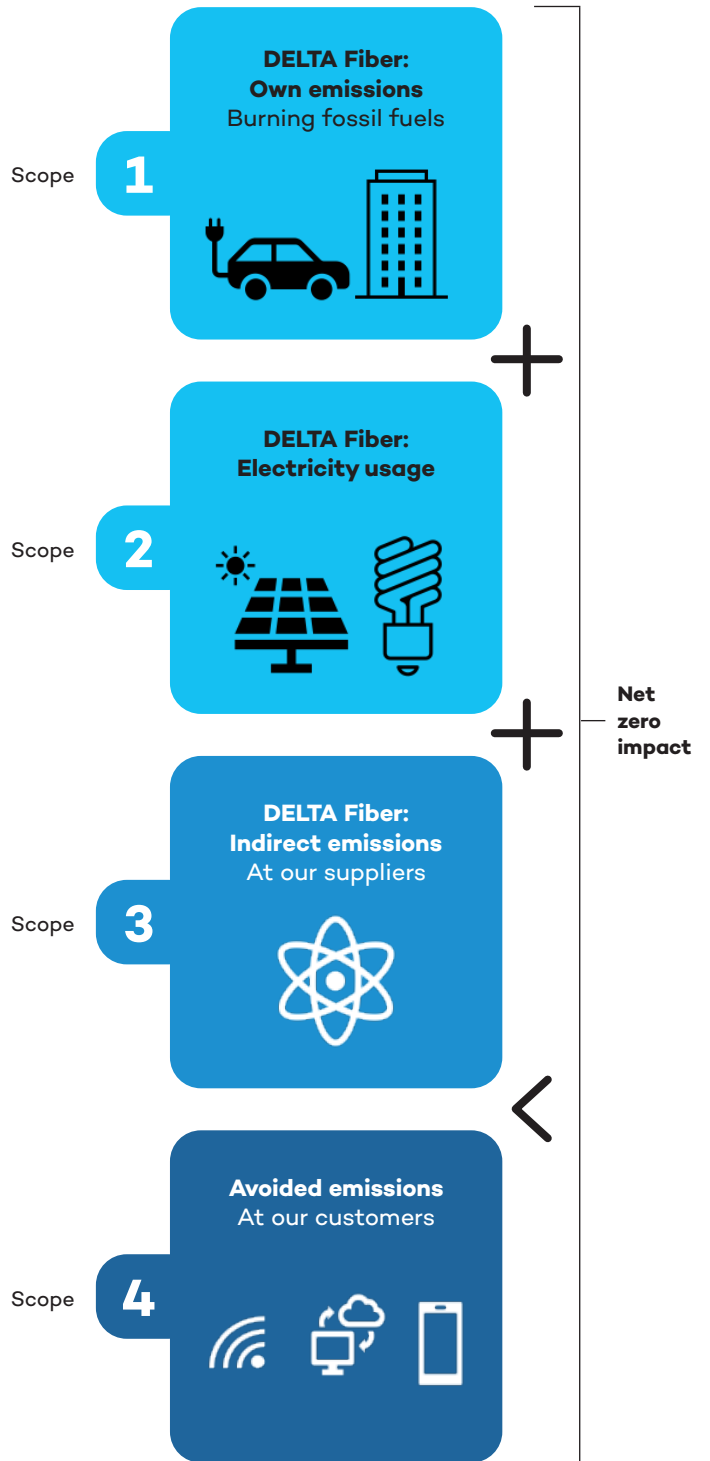 DELTA Fiber:
Own emissions
Burning fossil fuels
Scope
1
+
DELTA Fiber:
Electricity usage
Scope
2
Net
zero
impact
+
DELTA Fiber:
Indirect emissions
At our suppliers
Scope
3
<
Avoided emissions
At our customers
Scope
4